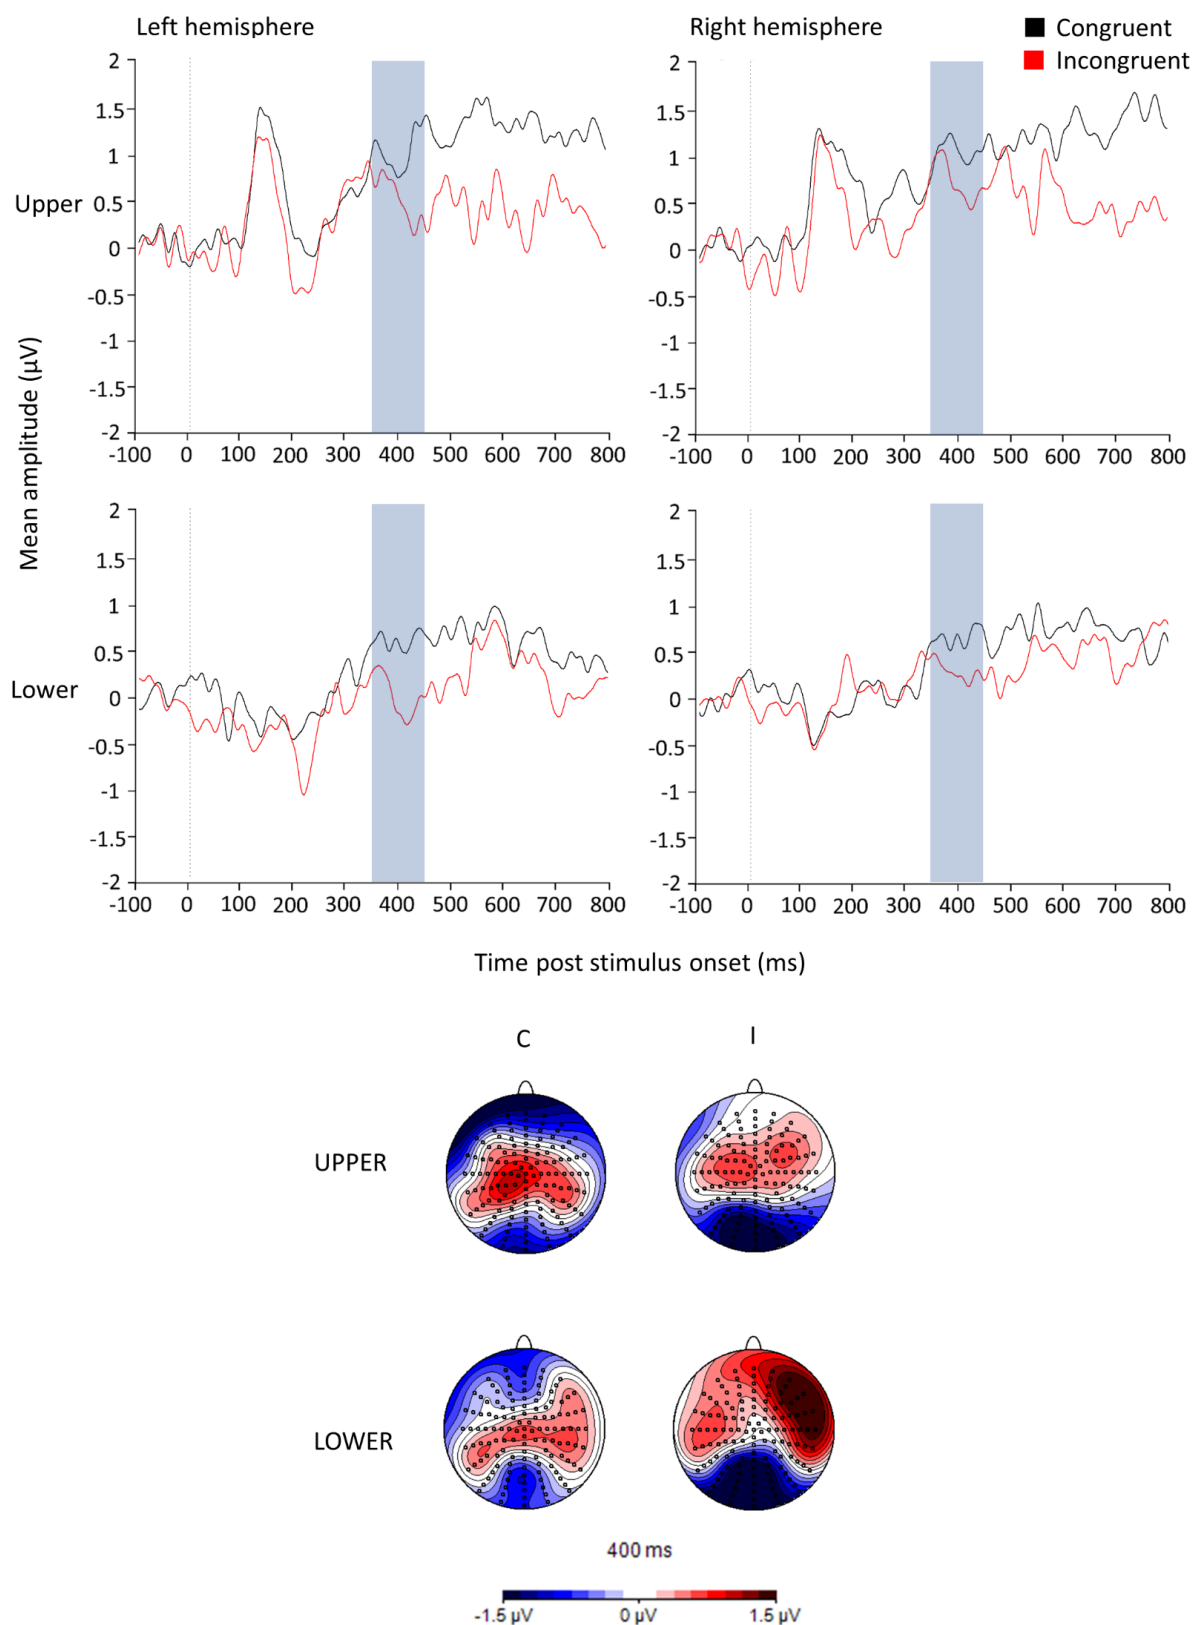 Left hemisphere
Right hemisphere
Congruent
Incongruent
Mean amplitude (µV)
Upper
2
1.5
1
0.5
0
-0.5
-1
-1.5
-2
-100 0 100 200 300 400 500 600 700 800
2
1.5
1
0.5
0
-0.5
-1
-1.5
-2
-100 0 100 200 300 400 500 600 700 800
Lower
2
1.5
1
0.5
0
-0.5
-1
-1.5
-2
-100 0 100 200 300 400 500 600 700 800
2
1.5
1
0.5
0
-0.5
-1
-1.5
-2
-100 0 100 200 300 400 500 600 700 800
Time post stimulus onset (ms)
C I
UPPER
LOWER
400 ms
-1.5 µV 0 µV 1.5 µV